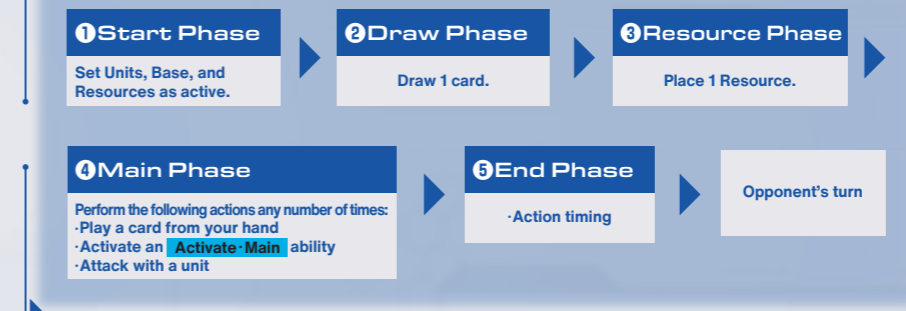 ❶Start Phase
Set Units, Base, and
Resources as active.
❷Draw Phase
Draw 1 card.
❸Resource Phase
Place 1 Resource.
❹Main Phase
Perform the following actions any number of times:
·Play a card from your hand
·Activate an Activate･Main ability
·Attack with a unit
❺End Phase
·Action timing
Opponent's turn